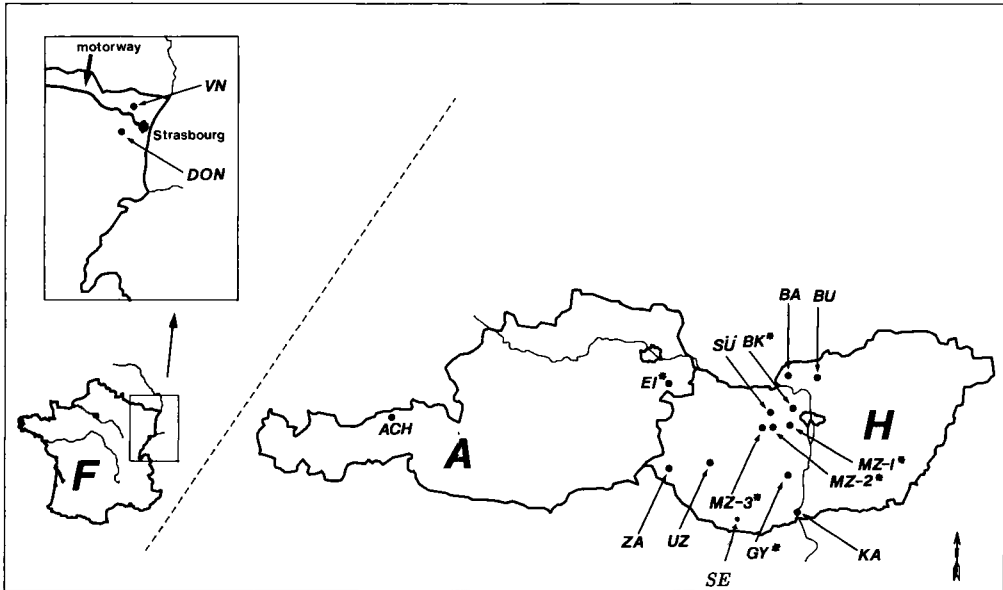 motorway
VN
Strasbourg
DON
F
A
H
ACH
EI*
BA
BU
SÜ
BK*
MZ-1*
MZ-2*
MZ-3*
ZA
UZ
GY*
KA
SE